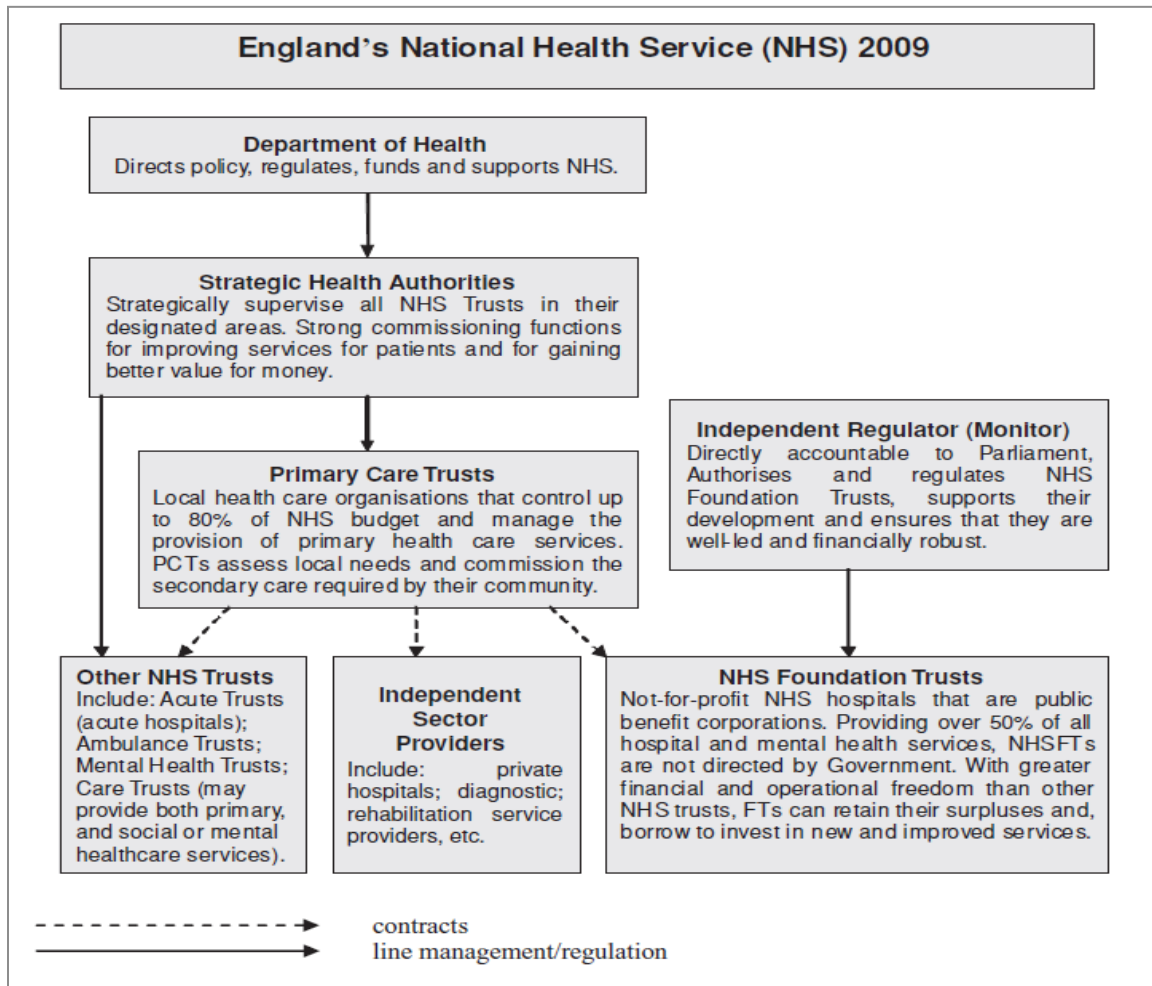 England’s National Health Service (NHS) 2009
Department of Health
Directs policy, regulates, funds and supports NHS.
Strategic Health Authorities
Strategically supervise all NHS Trusts in their
designated areas. Strong commissioning functions
for improving services for patients and for gaining
better value for money.
Independent Regulator (Monitor)
Directly accountable to Parliament,
Authorises and regulates NHS
Foundation Trusts, supports their
development and ensures that they are
well-led and financially robust.
Primary Care Trusts
Local health care organisations that control up
to 80% of NHS budget and manage the
provision of primary health care services.
PCTs assess local needs and commission the
secondary care required by their community.
Other NHS Trusts
Include: Acute Trusts
(acute hospitals);
Ambulance Trusts;
Mental Health Trusts;
Care Trusts (may
provide both primary,
and social or mental
healthcare services).
Independent
Sector
Providers
Include: private
hospitals; diagnostic;
rehabilitation service
providers, etc.
NHS Foundation Trusts
Not-for-profit NHS hospitals that are public
benefit corporations. Providing over 50% of all
hospital and mental health services, NHSFTs
are not directed by Government. With greater
financial and operational freedom than other
NHS trusts, FTs can retain their surpluses and,
borrow to invest in new and improved services.
contracts
line management/regulation